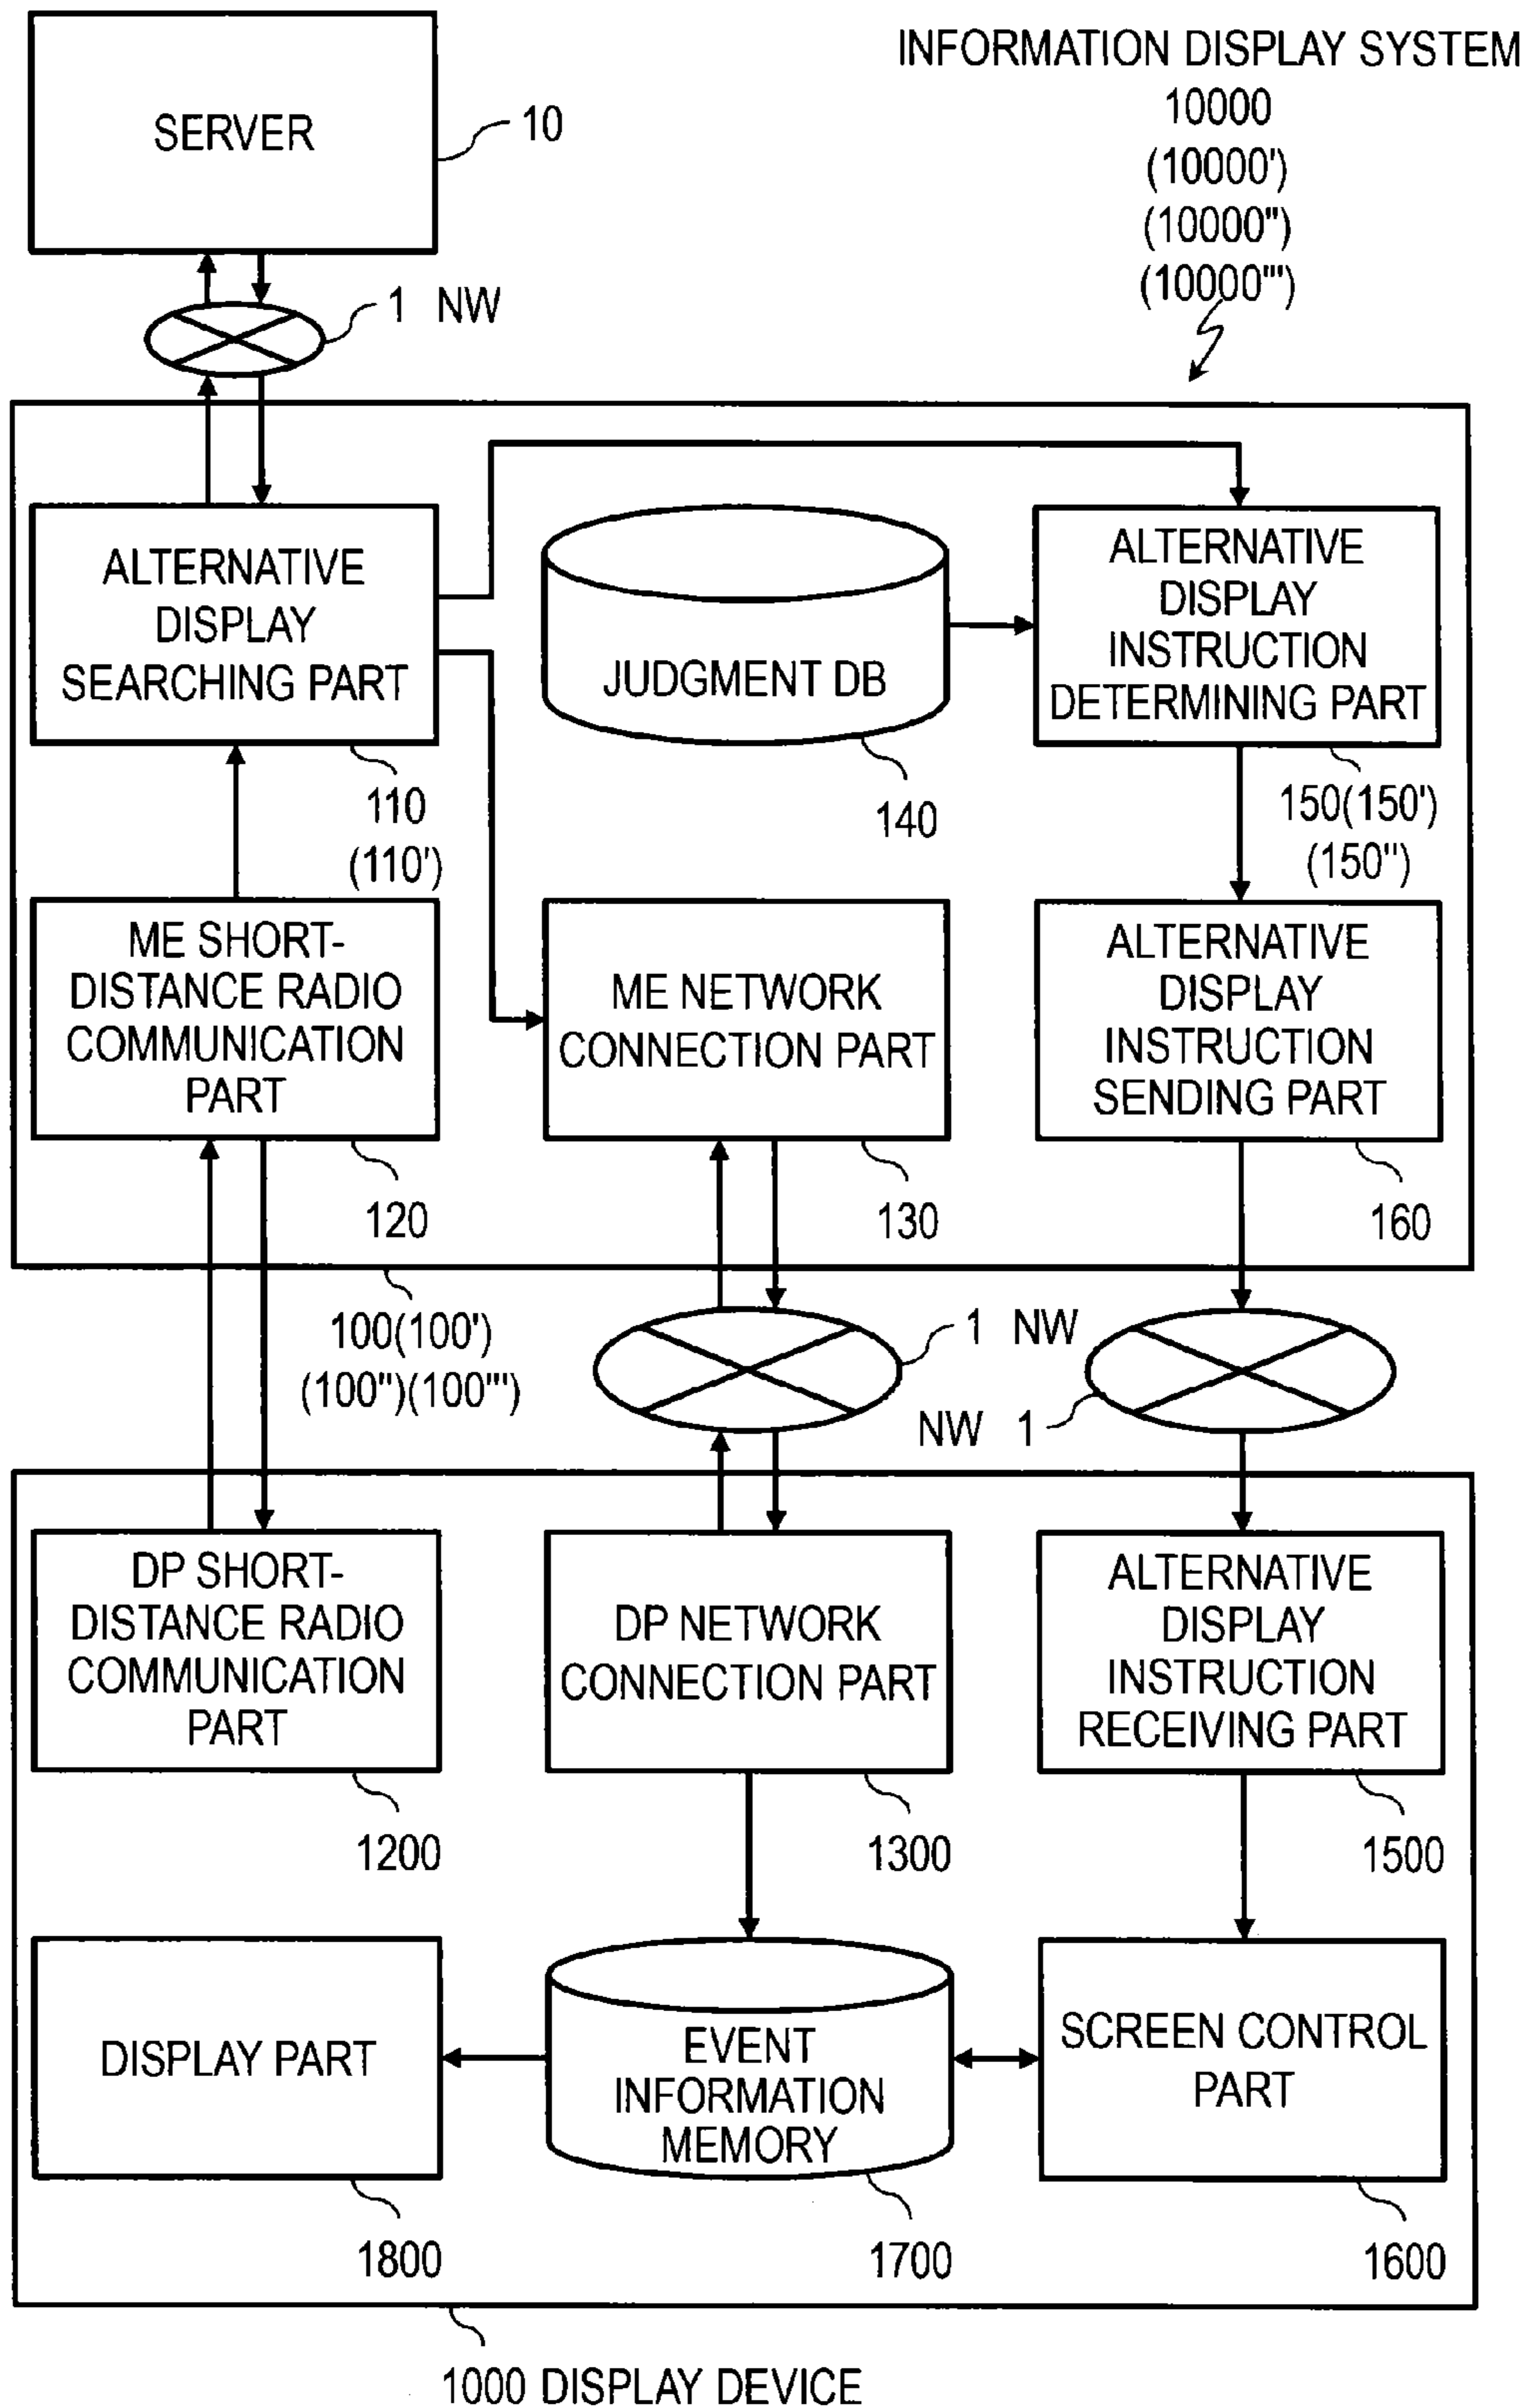 INFORMATION DISPLAY SYSTEM
10000
(10000')
(10000")
(10000"')
SERVER
10
1 NW
ALTERNATIVE
DISPLAY
SEARCHING PART
110
(110')
JUDGMENT DB
140
ALTERNATIVE
DISPLAY
INSTRUCTION
DETERMINING PART
150(150')
(150")
ME SHORT-
DISTANCE RADIO
COMMUNICATION
PART
120
ME NETWORK
CONNECTION PART
130
ALTERNATIVE
DISPLAY
INSTRUCTION
SENDING PART
160
100(100')
(100")(100"')
1 NW
NW 1
DP SHORT-
DISTANCE RADIO
COMMUNICATION
PART
1200
DP NETWORK
CONNECTION PART
1300
ALTERNATIVE
DISPLAY
INSTRUCTION
RECEIVING PART
1500
DISPLAY PART
1800
EVENT
INFORMATION
MEMORY
1700
SCREEN CONTROL
PART
1600
1000 DISPLAY DEVICE